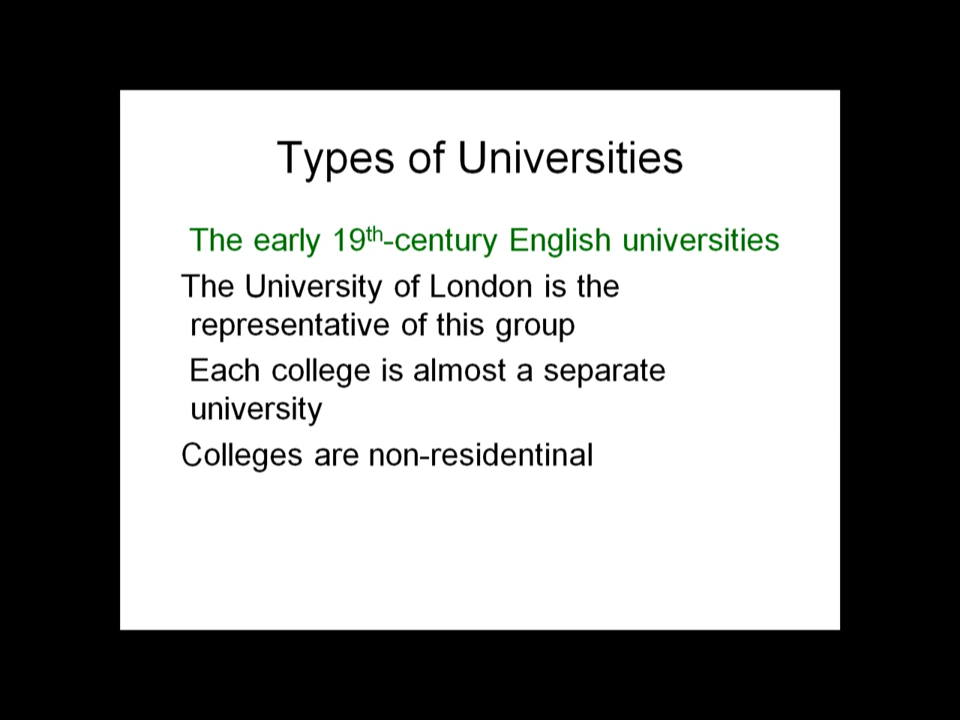 Types of Universities
The early 19th-century English universities
The University of London is the
representative of this group
Each college is almost a separate
university
Colleges are non-residentinal